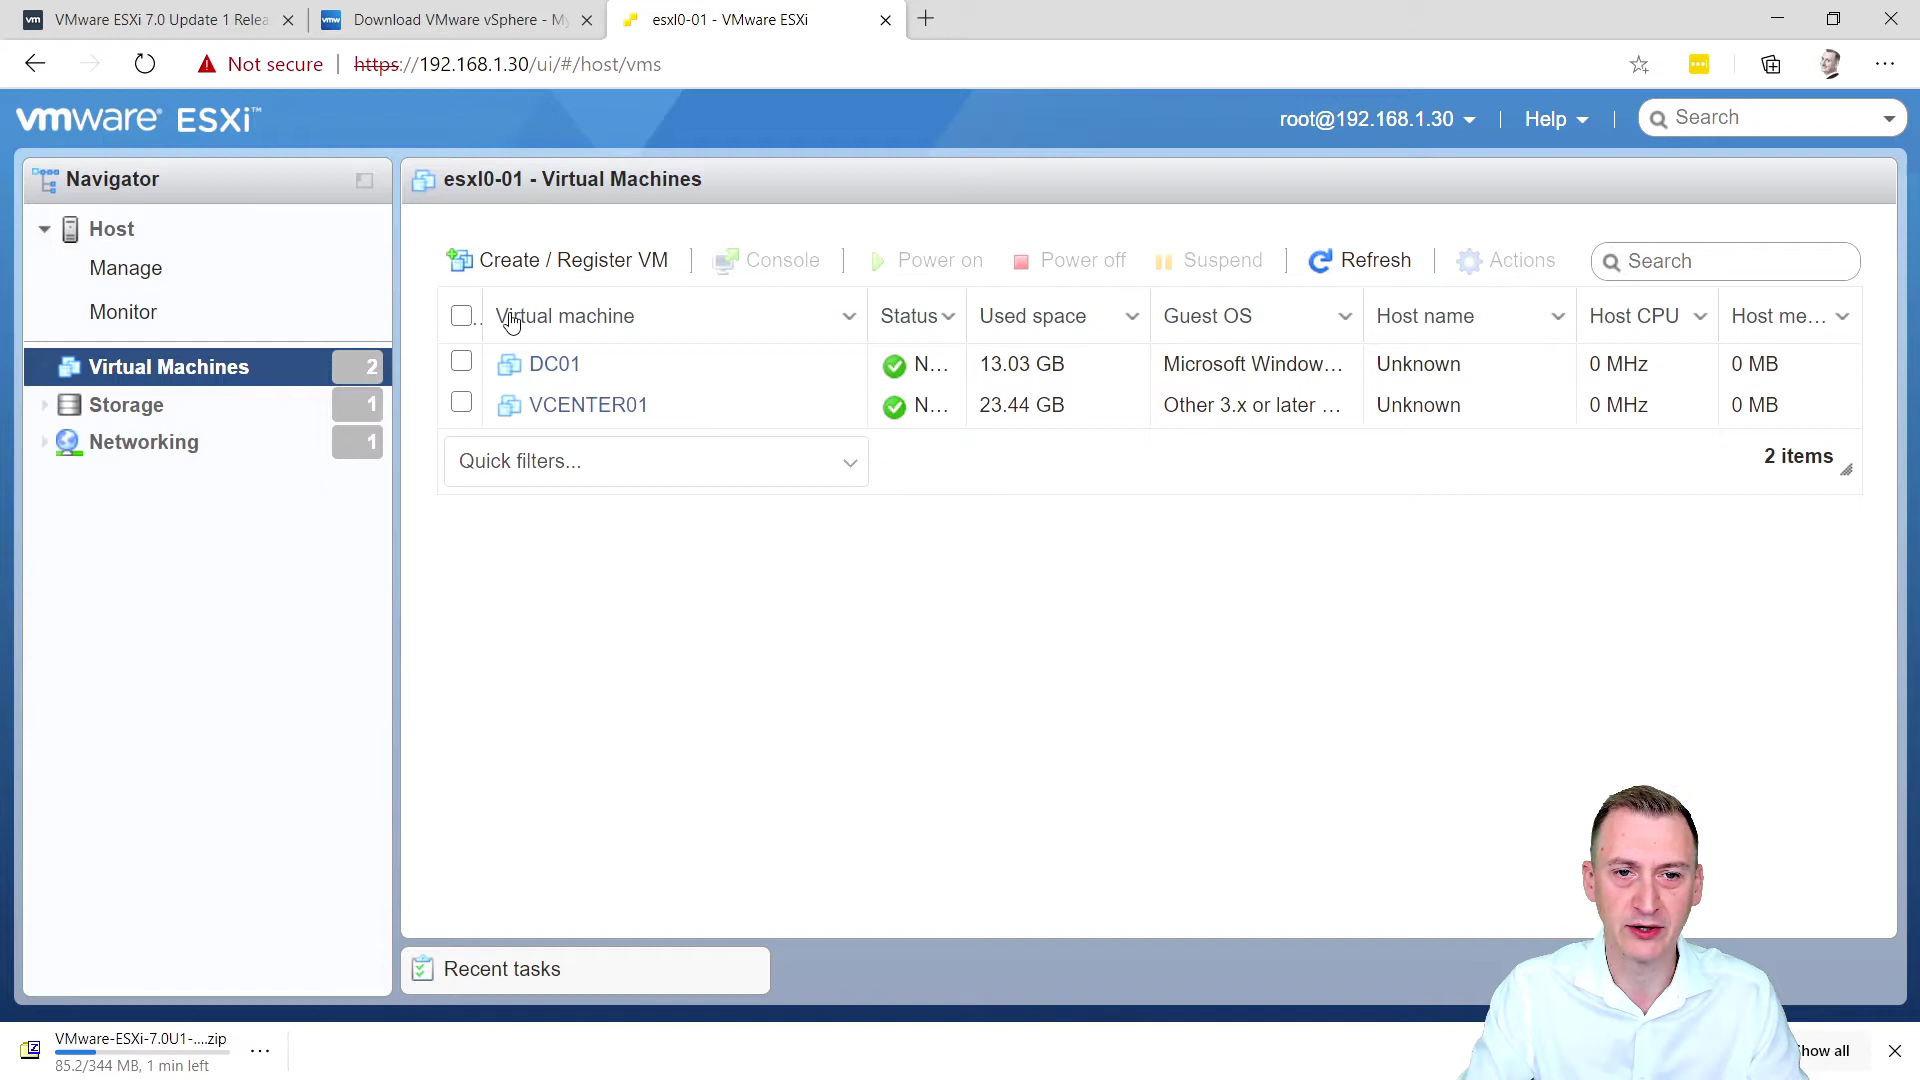 VMware ESXi 7.0 Update 1 Relea
Download VMware vSphere - My
esxl0-01 - VMware ESXi
Not secure
https://192.168.1.30/ui/#/host/vms
vmware ESXi™
root@192.168.1.30
Help
Search
Navigator
Host
Manage
Monitor
Virtual Machines 2
Storage 1
Networking 1
esxl0-01 - Virtual Machines
Create / Register VM
Console
Power on
Power off
Suspend
Refresh
Actions
Search
Virtual machine Status Used space Guest OS Host name Host CPU Host me...
DC01 N... 13.03 GB Microsoft Window... Unknown 0 MHz 0 MB
VCENTER01 N... 23.44 GB Other 3.x or later ... Unknown 0 MHz 0 MB
Quick filters...
2 items
Recent tasks
VMware-ESXi-7.0U1-....zip
85.2/344 MB, 1 min left
...
how all